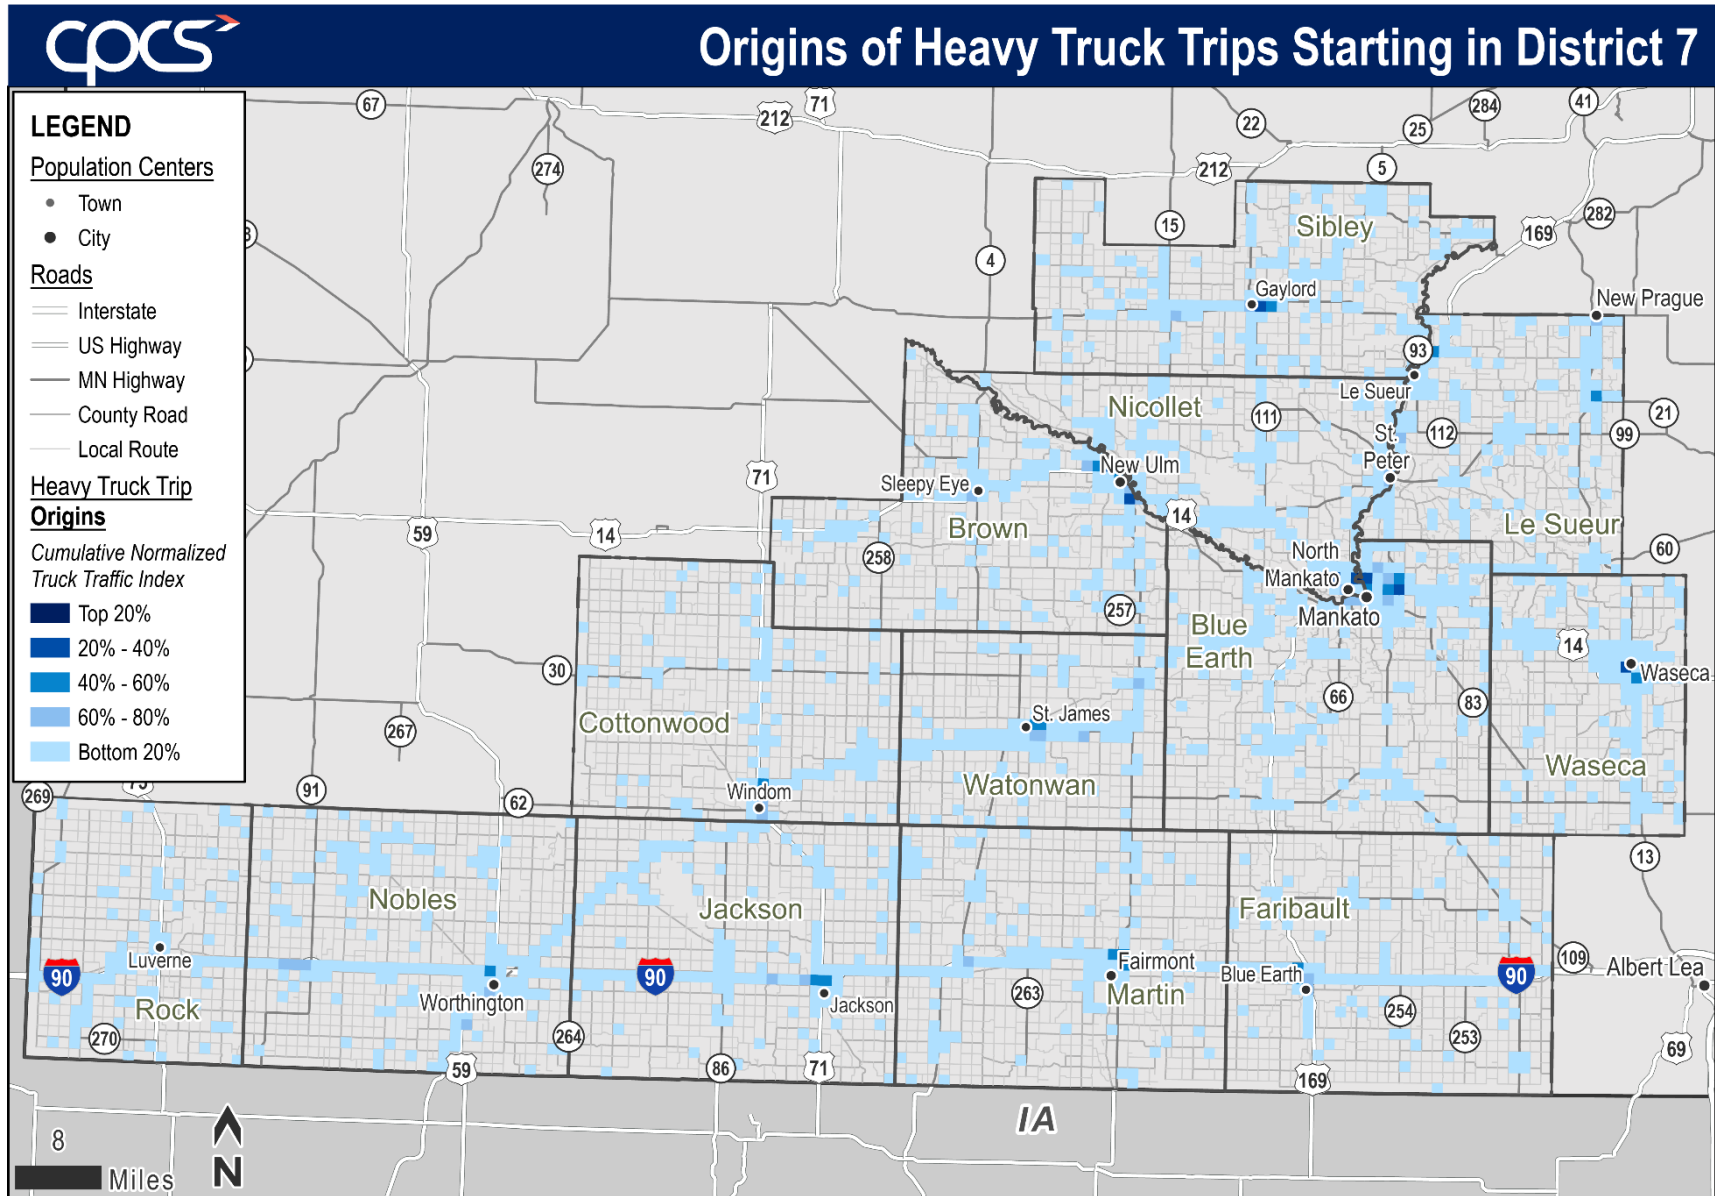 cpcs
Origins of Heavy Truck Trips Starting in District 7
LEGEND
Population Centers
Town
City
Roads
Interstate
US Highway
MN Highway
County Road
Local Route
Heavy Truck Trip
Origins
Cumulative Normalized
Truck Traffic Index
Top 20%
20% - 40%
40% - 60%
60% - 80%
Bottom 20%
67
71
212
274
22
25
284
41
5
212
15
4
282
169
Sibley
Gaylord
New Prague
93
Le Sueur
Nicollet
111
112
21
99
St.
Peter
71
Sleepy Eye
New Ulm
59
14
14
Brown
Le Sueur
258
North
Mankato
60
257
Mankato
Blue
Earth
14
Waseca
30
66
83
Cottonwood
St. James
267
Watonwan
Waseca
269
91
62
Windom
13
Nobles
Jackson
Faribault
Luverne
90
90
90
109
Albert Lea
Fairmont
Blue Earth
Worthington
Jackson
263
Martin
Rock
254
253
270
264
59
86
71
169
69
IA
8
Miles
N